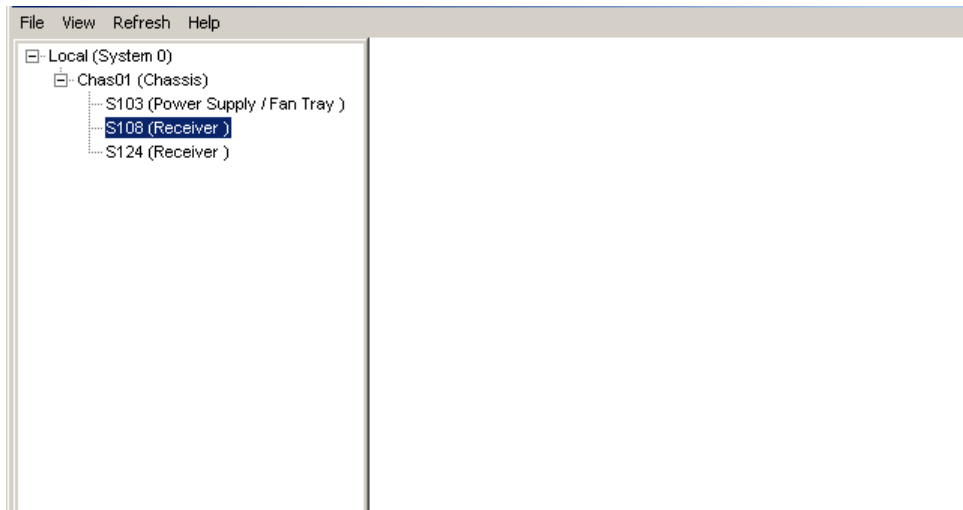 File View Refresh Help
Local (System 0)
Chas01 (Chassis)
S103 (Power Supply / Fan Tray )
S108 (Receiver )
S124 (Receiver )